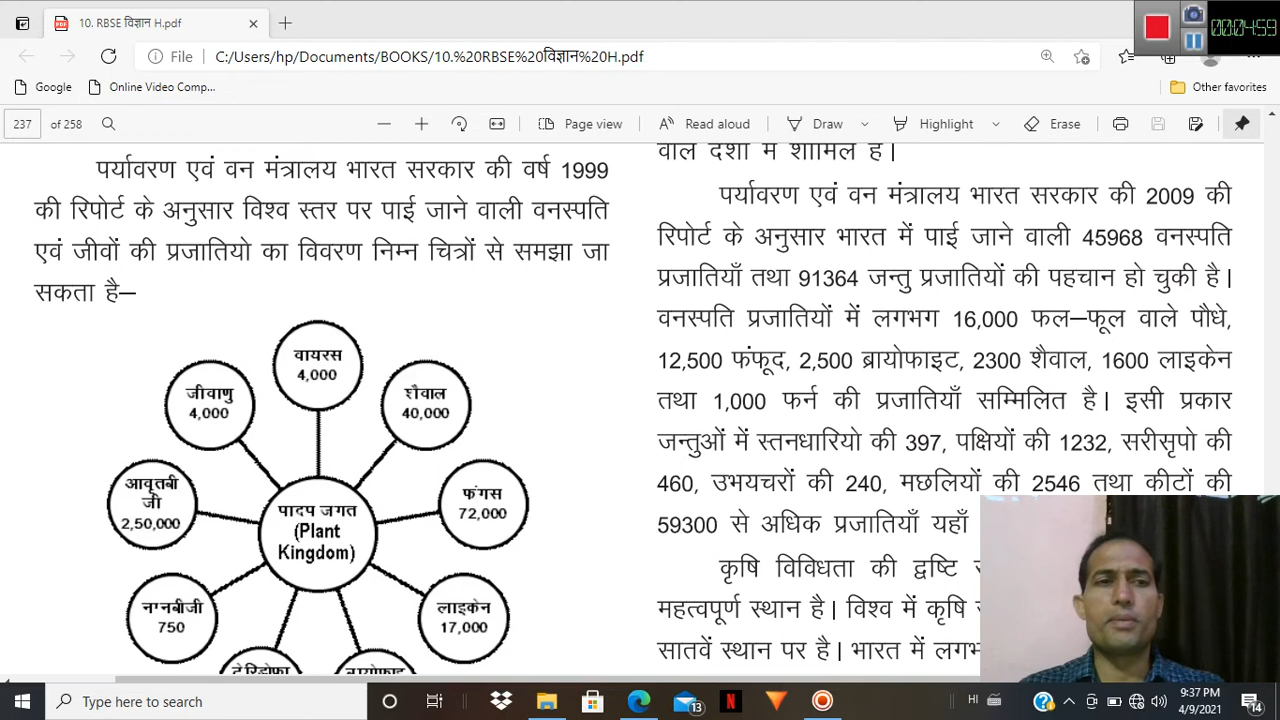 10. RBSE विज्ञान H.pdf
00:04:59
File
C:/Users/hp/Documents/BOOKS/10.%20RBSE%20विज्ञान%20H.pdf
Google
Online Video Comp...
Other favorites
237 of 258
Page view
Read aloud
Draw
Highlight
Erase
पर्यावरण एवं वन मंत्रालय भारत सरकार की वर्ष 1999
की रिपोर्ट के अनुसार विश्व स्तर पर पाई जाने वाली वनस्पति
एवं जीवों की प्रजातियो का विवरण निम्न चित्रों से समझा जा
सकता है—
वायरस
4,000
जीवाणु
4,000
शैवाल
40,000
आवृतबी
जी
2,50,000
फंगस
72,000
पादप जगत
(Plant
Kingdom)
नग्नबीजी
750
लाइकेन
17,000
वाले देशों में शामिल है।
पर्यावरण एवं वन मंत्रालय भारत सरकार की 2009 की
रिपोर्ट के अनुसार भारत में पाई जाने वाली 45968 वनस्पति
प्रजातियाँ तथा 91364 जन्तु प्रजातियों की पहचान हो चुकी है।
वनस्पति प्रजातियों में लगभग 16,000 फल—फूल वाले पौधे,
12,500 फंफूद, 2,500 ब्रायोफाइट, 2300 शैवाल, 1600 लाइकेन
तथा 1,000 फर्न की प्रजातियाँ सम्मिलित है। इसी प्रकार
जन्तुओं में स्तनधारियो की 397, पक्षियों की 1232, सरीसृपो की
460, उभयचरों की 240, मछलियों की 2546 तथा कीटों की
59300 से अधिक प्रजातियाँ यहाँ
कृषि विविधता की द्वष्टि
महत्वपूर्ण स्थान है। विश्व में कृषि
सातवें स्थान पर है। भारत में
Type here to search
13
HI
9:37 PM
4/9/2021
14